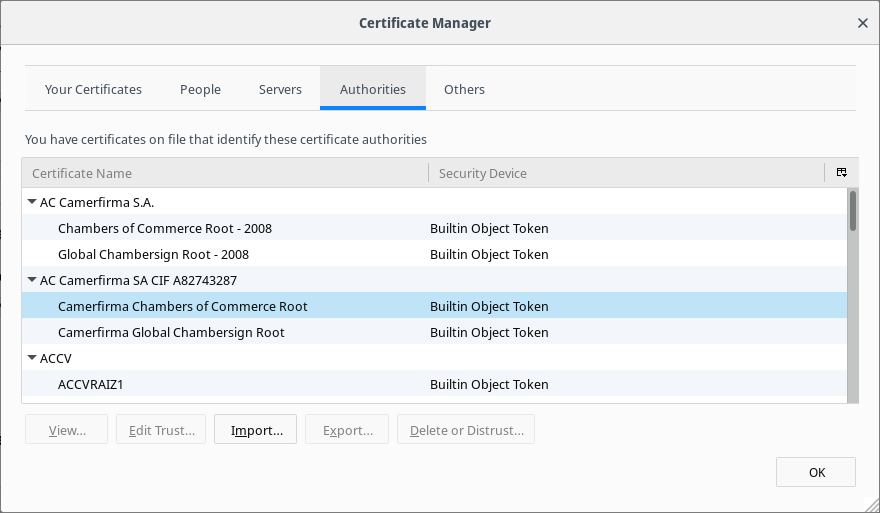 Certificate Manager
Your Certificates People Servers Authorities Others
You have certificates on file that identify these certificate authorities
Certificate Name Security Device
AC Camerfirma S.A.
Chambers of Commerce Root - 2008 Builtin Object Token
Global Chambersign Root - 2008 Builtin Object Token
AC Camerfirma SA CIF A82743287
Camerfirma Chambers of Commerce Root Builtin Object Token
Camerfirma Global Chambersign Root Builtin Object Token
ACCV
ACCVRAIZ1 Builtin Object Token
View... Edit Trust... Import... Export... Delete or Distrust...
OK